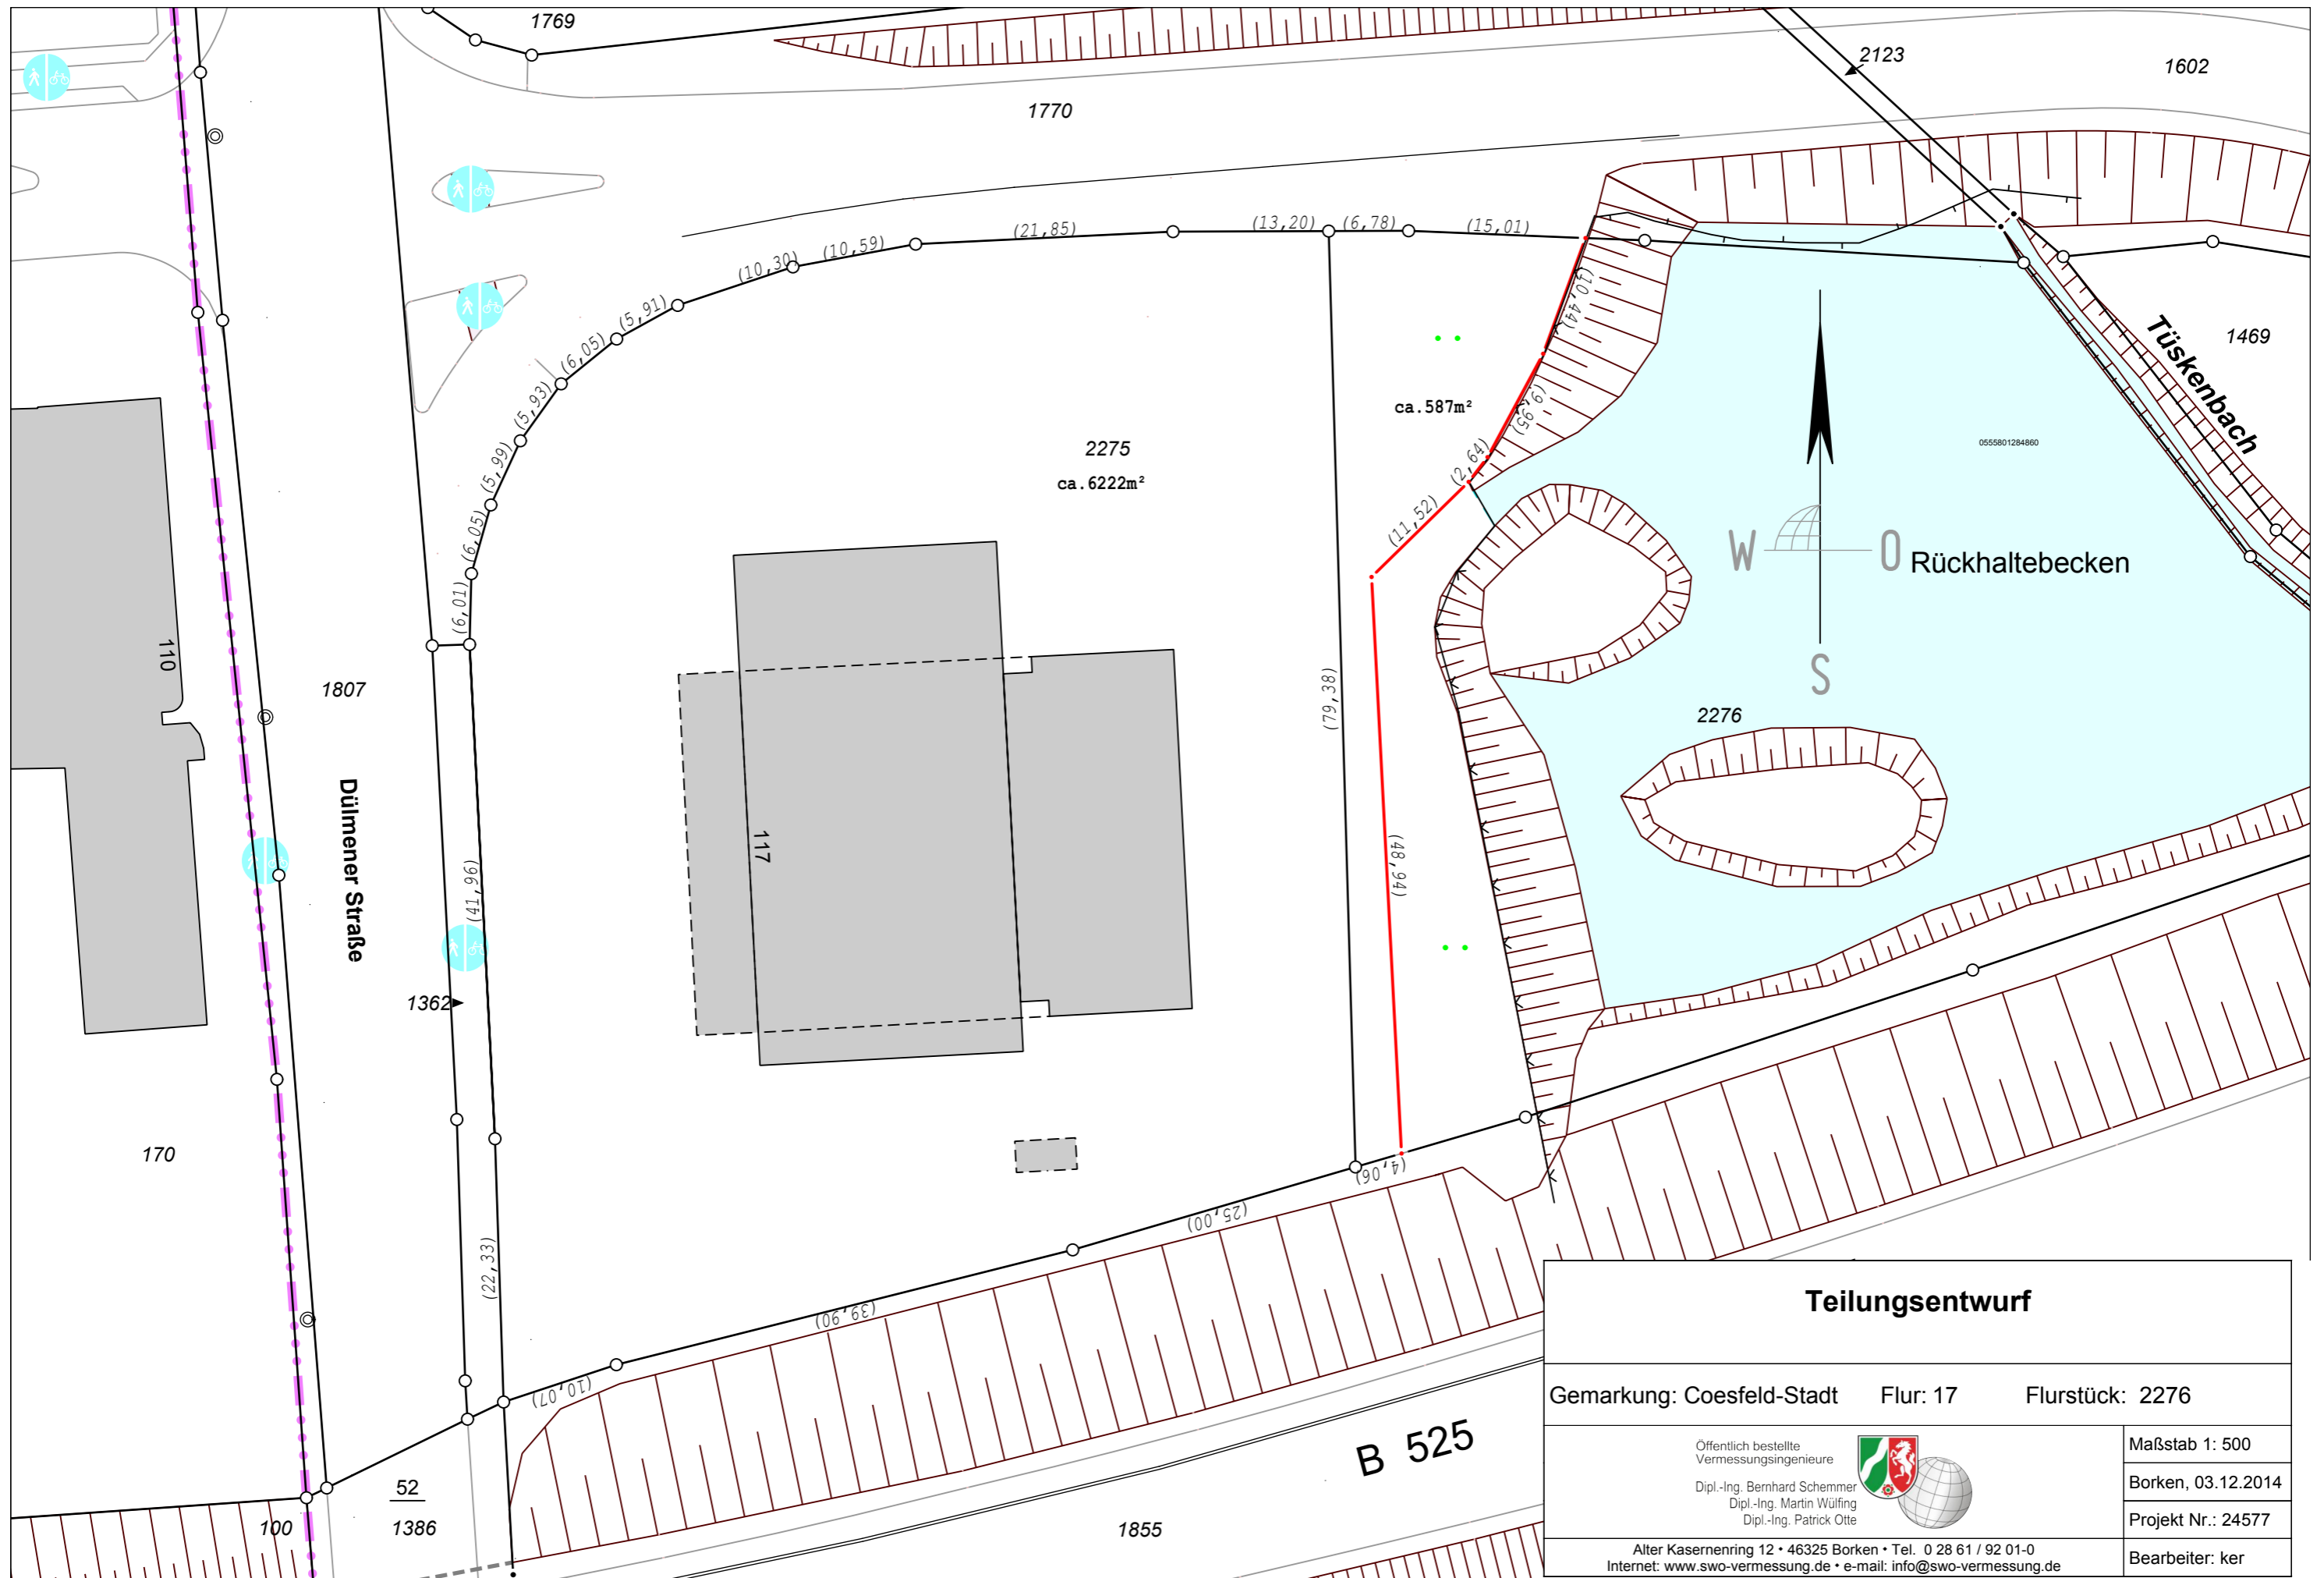 1769
2123
1602
1770
(21,85)
(13,20)
(6,78)
(15,01)
(10,59)
(10,30)
(5,91)
(6,05)
(5,93)
(5,99)
(6,05)
(6,01)
(10,44)
(9,95)
(2,64)
(11,52)
Tüskenbach
1469
ca.587m²
0555801284860
2275
ca.6222m²
W
O
S
Rückhaltebecken
110
1807
2276
(79,38)
(48,94)
117
Dülmener Straße
(41,96)
1362
170
(4,06)
(25,00)
(22,33)
(39,90)
(10,07)
B 525
52
1386
100
1855
Teilungsentwurf
Gemarkung: Coesfeld-Stadt Flur: 17 Flurstück: 2276
Öffentlich bestellte
Vermessungsingenieure
Dipl.-Ing. Bernhard Schemmer
Dipl.-Ing. Martin Wülfing
Dipl.-Ing. Patrick Otte
Maßstab 1: 500
Borken, 03.12.2014
Projekt Nr.: 24577
Bearbeiter: ker
Alter Kasernenring 12 • 46325 Borken • Tel. 0 28 61 / 92 01-0
Internet: www.swo-vermessung.de • e-mail: info@swo-vermessung.de